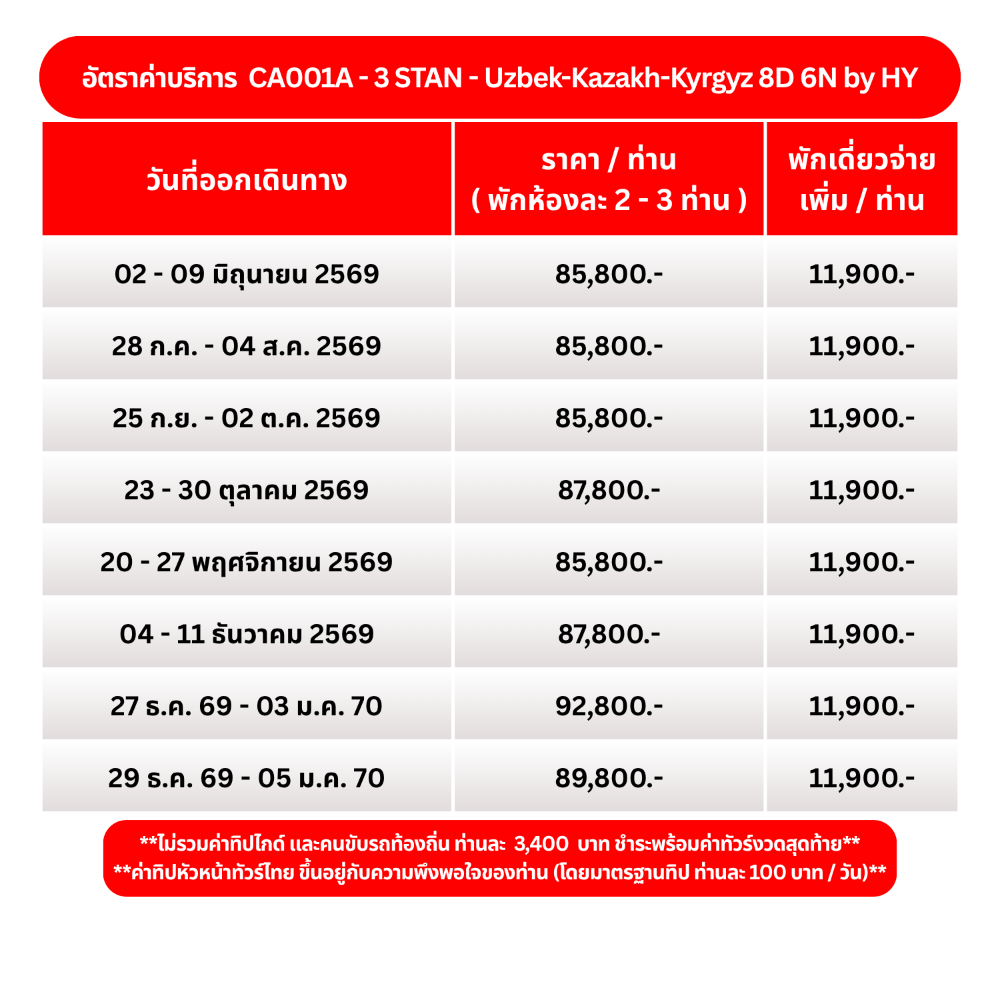 อัตราค่าบริการ CA001A - 3 STAN - Uzbek-Kazakh-Kyrgyz 8D 6N by HY
วันที่ออกเดินทาง
ราคา / ท่าน
( พักห้องละ 2 - 3 ท่าน )
พักเดี่ยวจ่าย
เพิ่ม / ท่าน
02 - 09 มิถุนายน 2569 85,800.- 11,900.-
28 ก.ค. - 04 ส.ค. 2569 85,800.- 11,900.-
25 ก.ย. - 02 ต.ค. 2569 85,800.- 11,900.-
23 - 30 ตุลาคม 2569 87,800.- 11,900.-
20 - 27 พฤศจิกายน 2569 85,800.- 11,900.-
04 - 11 ธันวาคม 2569 87,800.- 11,900.-
27 ธ.ค. 69 - 03 ม.ค. 70 92,800.- 11,900.-
29 ธ.ค. 69 - 05 ม.ค. 70 89,800.- 11,900.-
**ไม่รวมค่าทิปไกด์ และคนขับรถท้องถิ่น ท่านละ 3,400 บาท ชำระพร้อมค่าทัวร์งวดสุดท้าย**
**ค่าทิปหัวหน้าทัวร์ไทย ขึ้นอยู่กับความพึงพอใจของท่าน (โดยมาตรฐานทิป ท่านละ 100 บาท / วัน)**